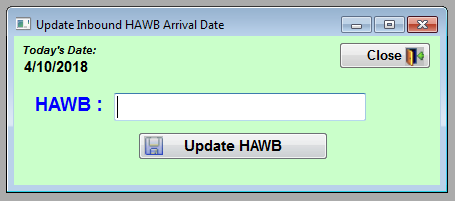 Update Inbound HAWB Arrival Date
Today's Date:
4/10/2018
Close
HAWB :
Update HAWB